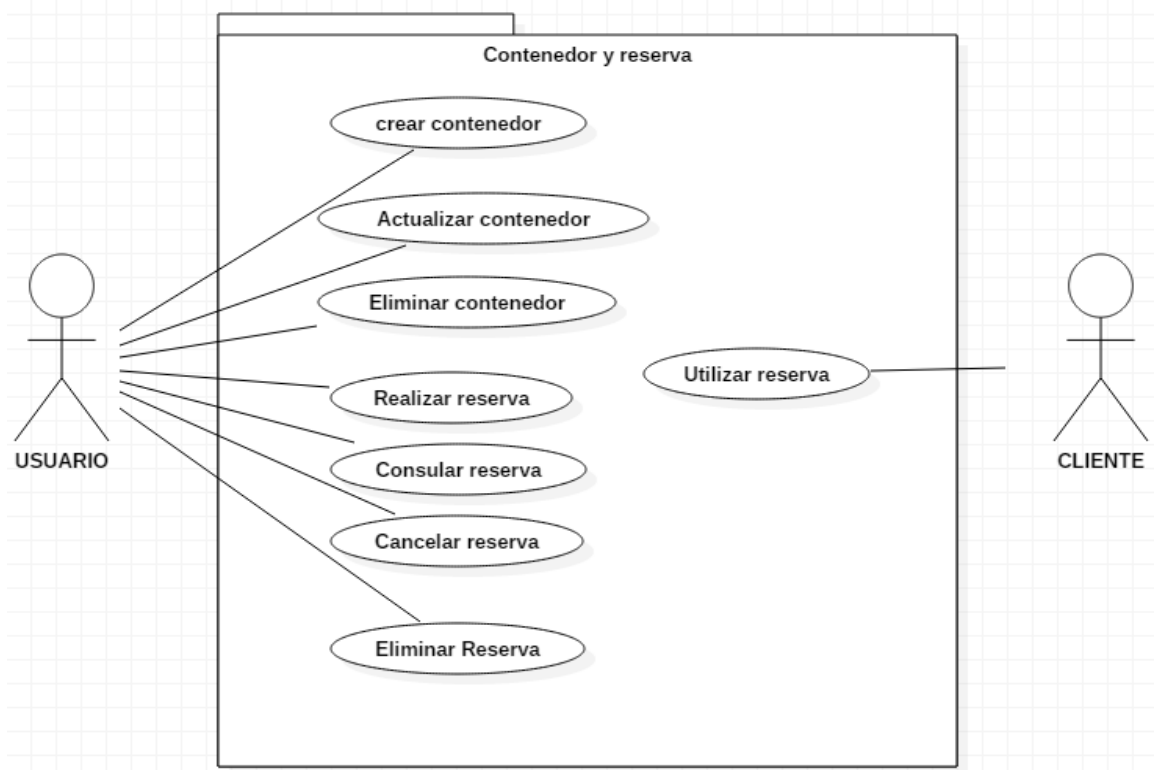 Contenedor y reserva
crear contenedor
Actualizar contenedor
Eliminar contenedor
Utilizar reserva
Realizar reserva
USUARIO
CLIENTE
Consular reserva
Cancelar reserva
Eliminar Reserva